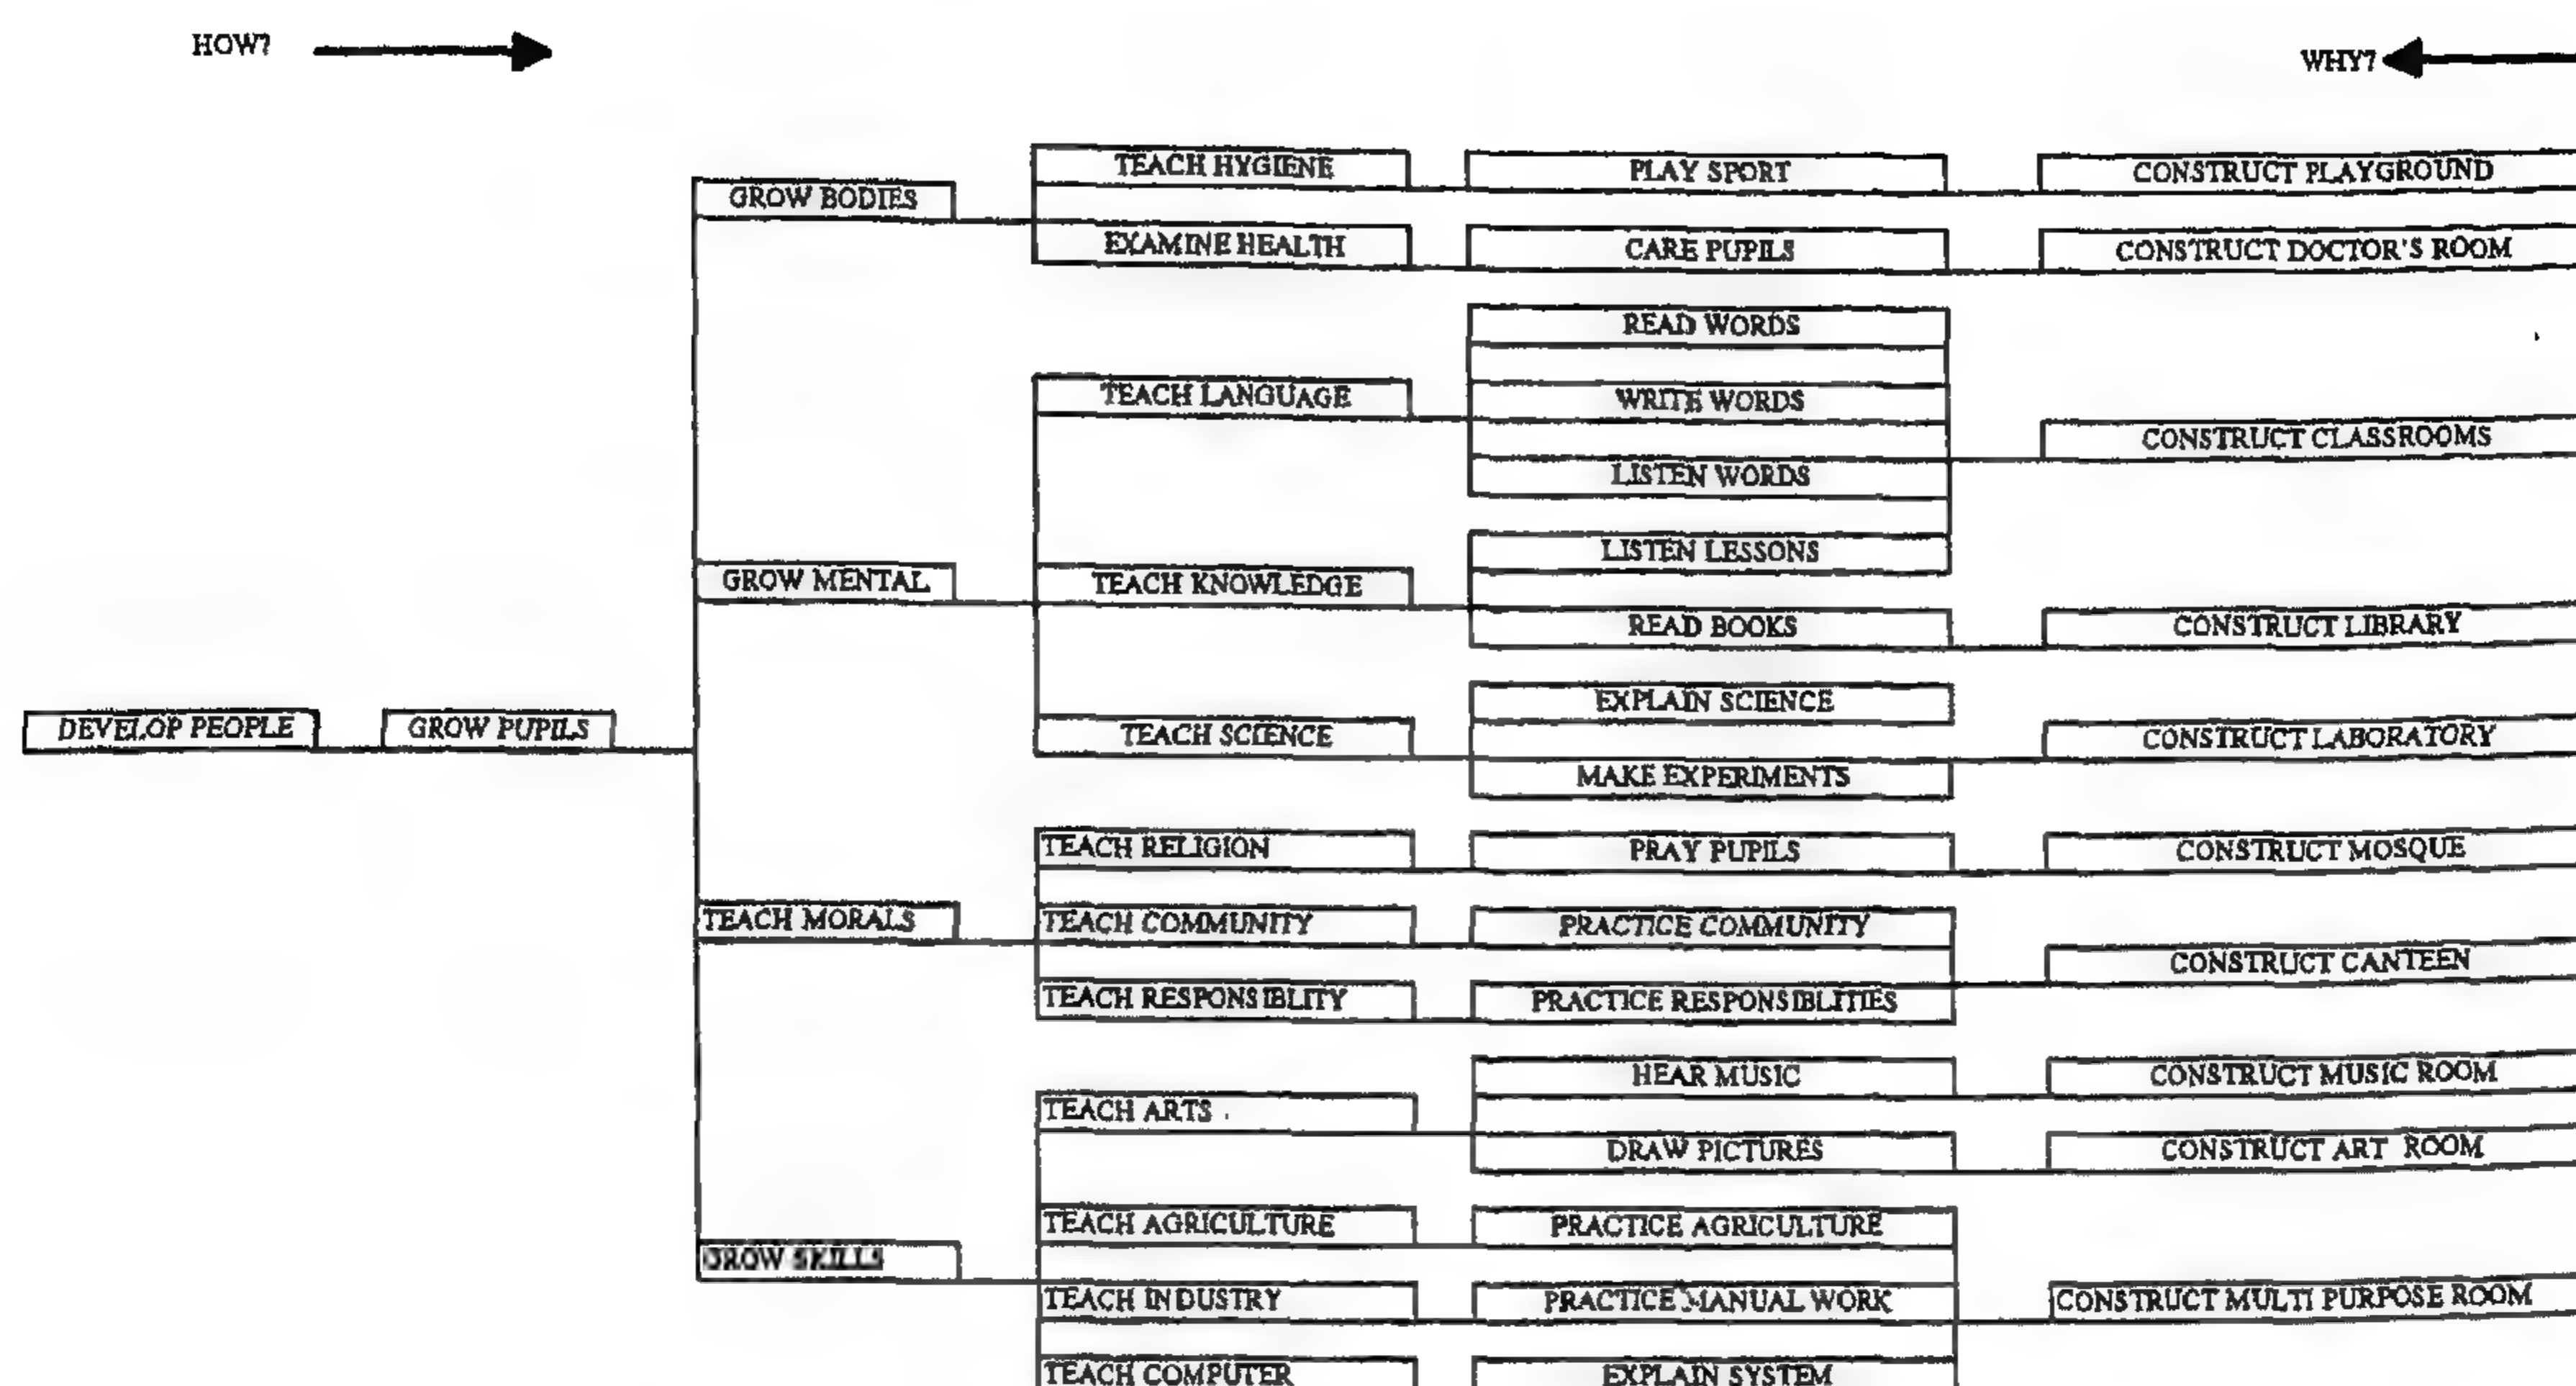 HOW?
WHY?
TEACH HYGIENE
PLAY SPORT
CONSTRUCT PLAYGROUND
GROW BODIES
EXAMINE HEALTH
CARE PUPILS
CONSTRUCT DOCTOR'S ROOM
READ WORDS
TEACH LANGUAGE
WRITE WORDS
CONSTRUCT CLASSROOMS
LISTEN WORDS
LISTEN LESSONS
GROW MENTAL
TEACH KNOWLEDGE
READ BOOKS
CONSTRUCT LIBRARY
EXPLAIN SCIENCE
DEVELOP PEOPLE
GROW PUPILS
TEACH SCIENCE
CONSTRUCT LABORATORY
MAKE EXPERIMENTS
TEACH RELIGION
PRAY PUPILS
CONSTRUCT MOSQUE
TEACH MORALS
TEACH COMMUNITY
PRACTICE COMMUNITY
CONSTRUCT CANTEEN
TEACH RESPONSIBLITY
PRACTICE RESPONSIBLITIES
HEAR MUSIC
CONSTRUCT MUSIC ROOM
TEACH ARTS
DRAW PICTURES
CONSTRUCT ART ROOM
TEACH AGRICULTURE
PRACTICE AGRICULTURE
GROW SKILLS
TEACH INDUSTRY
PRACTICE MANUAL WORK
CONSTRUCT MULTI PURPOSE ROOM
TEACH COMPUTER
EXPLAIN SYSTEM